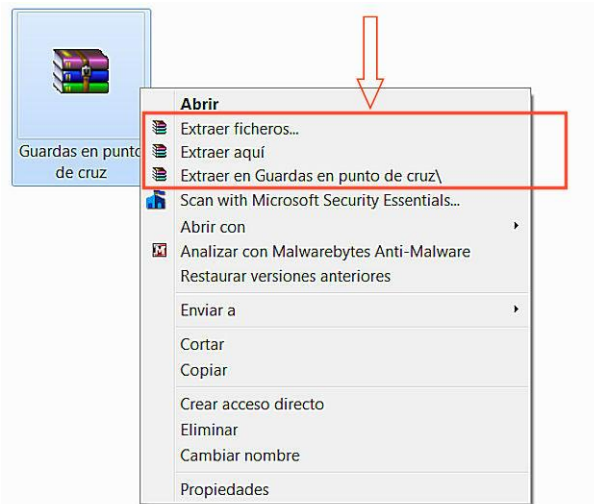 Guardas en punto
de cruz
Abrir
Extraer ficheros...
Extraer aquí
Extraer en Guardas en punto de cruz\
Scan with Microsoft Security Essentials...
Abrir con
Analizar con Malwarebytes Anti-Malware
Restaurar versiones anteriores
Enviar a
Cortar
Copiar
Crear acceso directo
Eliminar
Cambiar nombre
Propiedades